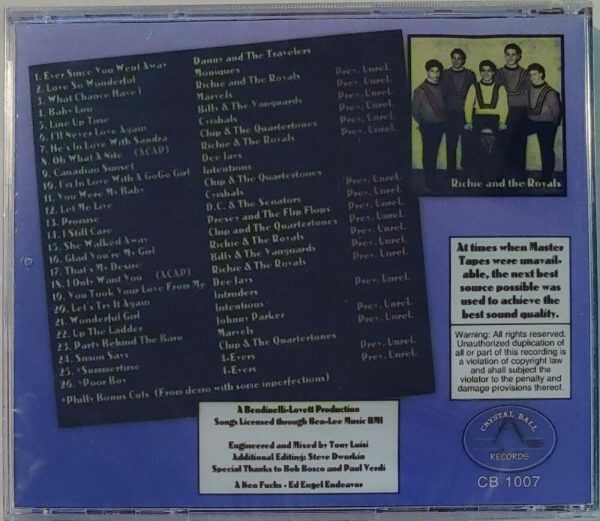 1. Ever Since You Went Away Danny and The Travelers
2. Love So Wonderful Moniques
3. What Chance Have I Richie and The Royals Prev. Unrel.
4. Baby Lou Marvels
5. Line Up Time Billy & The Vanguards Prev. Unrel.
6. I'll Never Love Again Cymbals Prev. Unrel.
7. He's In Love With Sandra Chip & The Quartertones Prev. Unrel.
8. Oh What A Nite (ACAP) Richie & The Royals Prev. Unrel.
9. Canadian Sunset Dee Jays
10. I'm In Love With A GoGo Girl Intentions
11. You Were My Baby Chip & The Quartertones Prev. Unrel.
12. Let Me Live
13. Promise D.C. & The Senators
14. I Still Care and The Flip Flops Prev. Unrel.
15. She Walked Away Chip and The Quartertones Prev. Unrel.
16. Glad You're My Girl Richie & The Royals Prev. Unrel.
17. That's My Desire Billy & The Vanguards Prev. Unrel.
18. I Only Want You (ACAP) Richie & The Royals Prev. Unrel.
19. You Took Your Love From Me Dee Jays
20. Let's Try It Again Intruders Prev. Unrel.
21. Wonderful Girl Intentions
22. Up The Ladder Johnny Parker Prev. Unrel.
23. Party Behind The Barn Marvels
24. Simon Says Chip & The Quartertones Prev. Unrel.
25. *Summertime 4-Evers Prev. Unrel.
26. *Poor Boy 4-Evers Prev. Unrel.
*Philly Bonus Cuts (From demo with some imperfections)
Richie and the Royals
At times when Master
Tapes were unavail-
able, the next best
source possible was
used to achieve the
best sound quality.
Warning: All rights reserved.
Unauthorized duplication of
all or part of this recording is
a violation of copyright law
and shall subject the
violator to the penalty and
damage provisions thereof.
A Bendinelli-Lovett Production
Songs Licensed through Ben-Lee Music BMI
Engineered and Mixed by Tony Luisi
Additional Editing: Steve Dworkin
Special Thanks to Bob Bosco and Paul Verdi
A Neo Fuchs - Ed Engel Endeavor
CRYSTAL BALL
RECORDS
CB 1007